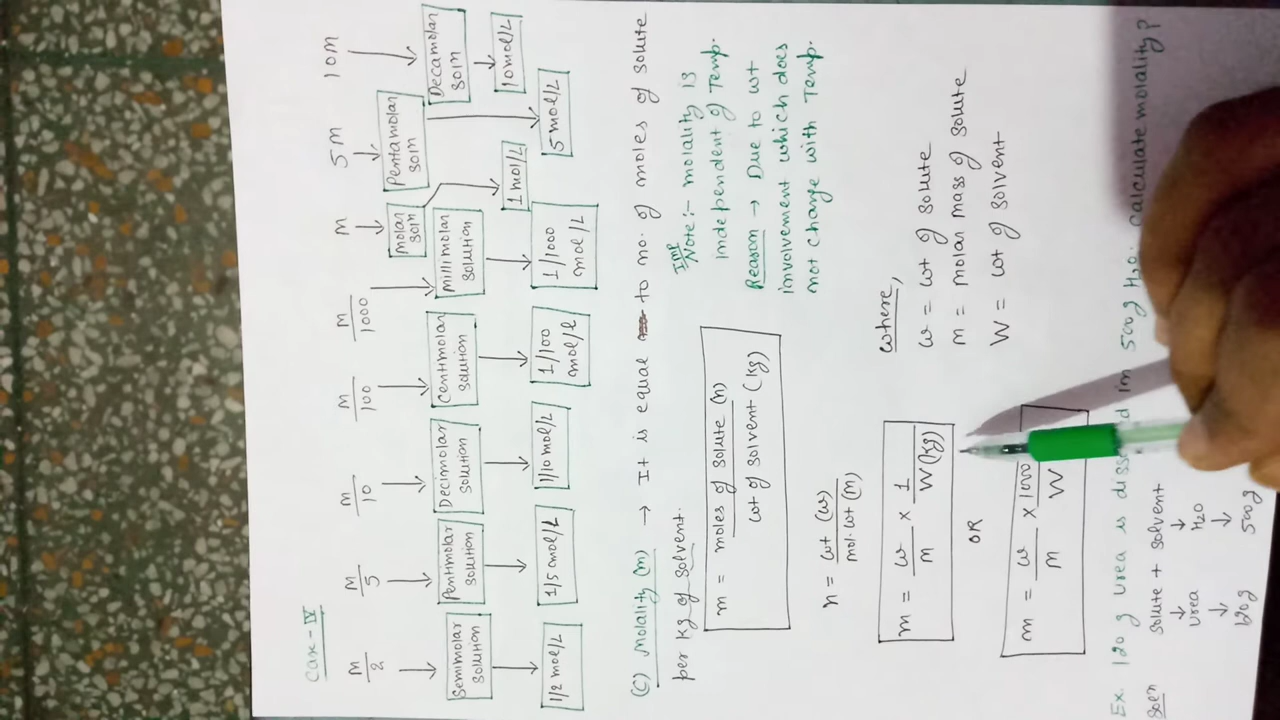 Case-IV
M/2 M/5 M/10 M/100 M/1000 M 5M 10M
Semimolar solution Pentimolar solution Decimolar solution Centimolar solution Millimolar solution Molar soln Pentamolar soln Decamolar soln
1/2 mol/L 1/5 mol/L 1/10 mol/L 1/100 mol/l 1/1000 mol/L 1 mol/L 5 mol/L 10 mol/L
(C) Molality (m) → It is equal to no. of moles of solute
per kg of solvent.
m = moles of solute (n) / wt of solvent (kg)
Imp
Note:- molality is
independent of Temp.
Reason → Due to wt
involvement which does
not change with Temp.
n = wt (w) / mol. wt (M)
m = w/m × 1/W(kg)
OR
m = w/m × 1000/W
where,
w = wt of solute
m = molar mass of solute
W = wt of solvent
Ex. 120 g urea is in 500g H2O. calculate molality?
Soln solute + solvent
↓ ↓
urea H2O
↓ ↓
120g 500g